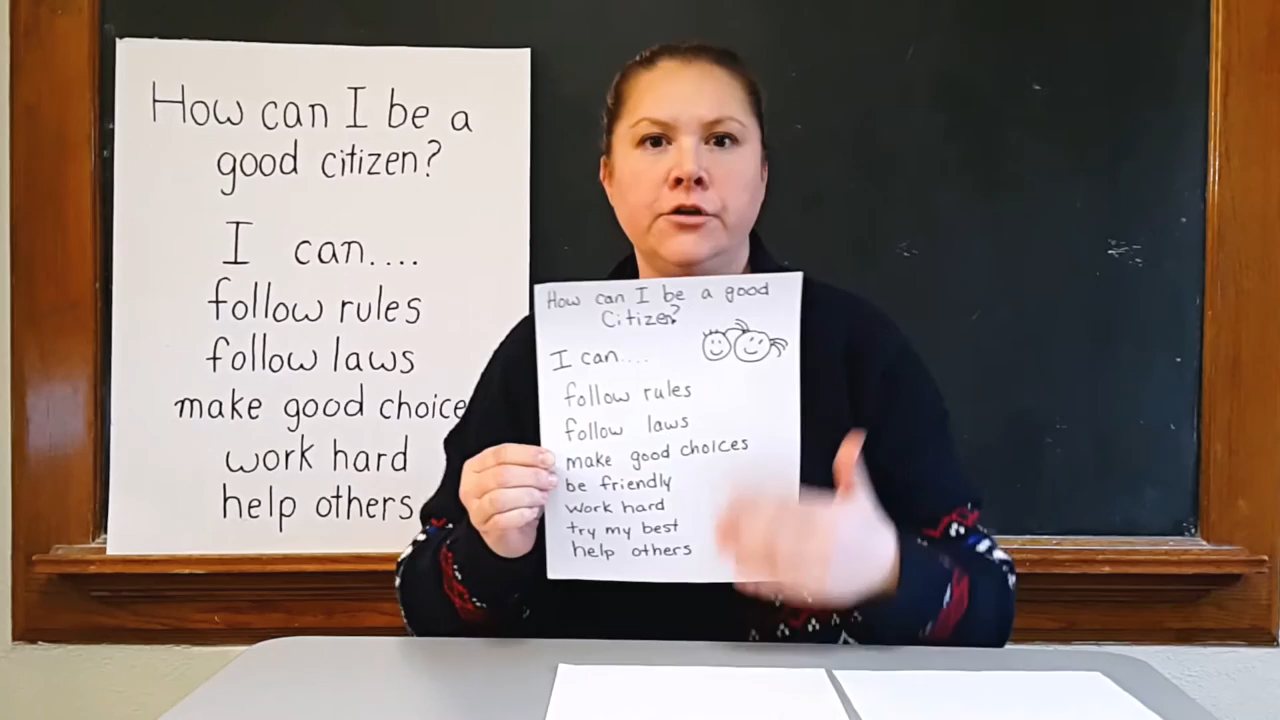 How can I be a
good citizen?
I can....
follow rules
follow laws
make good choice
work hard
help others
How can I be a good
Citizen?
I can....
follow rules
follow laws
make good choices
be friendly
work hard
try my best
help others